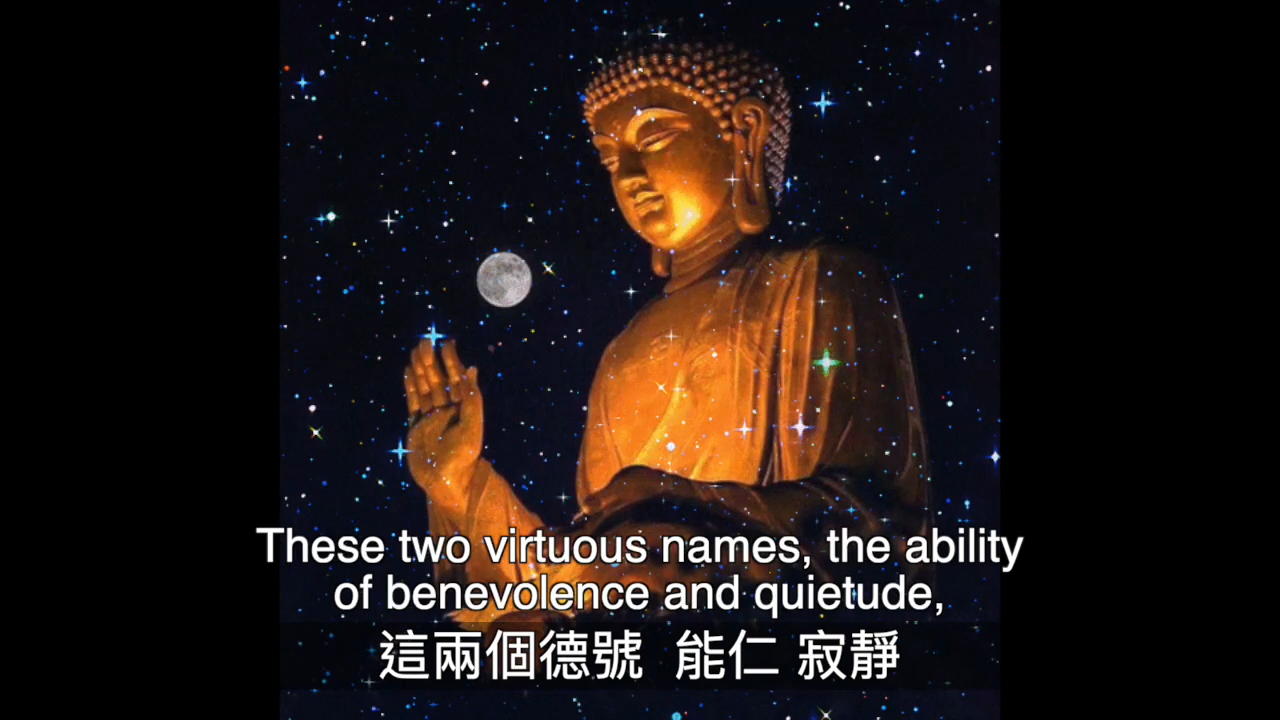 These two virtuous names, the ability
of benevolence and quietude,
這兩個德號 能仁 寂靜